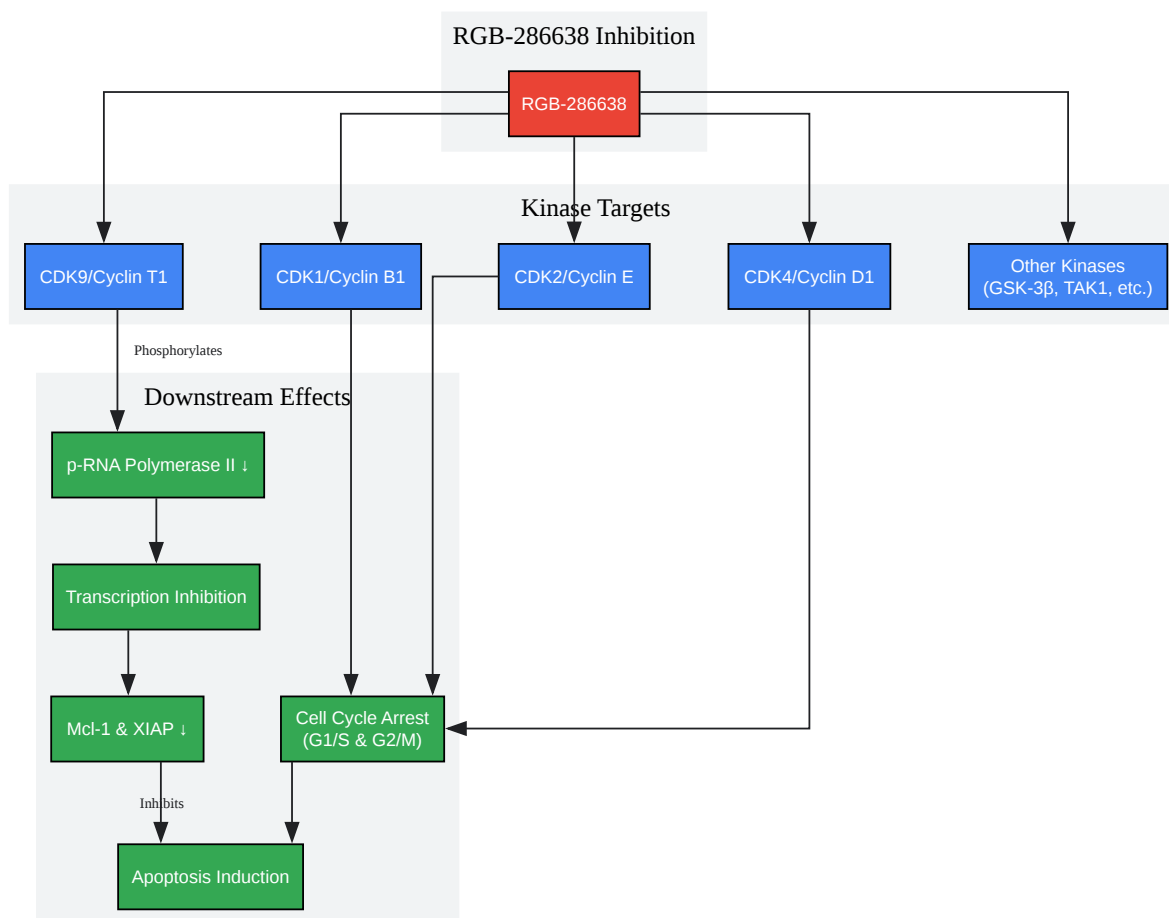 RGB-286638 Inhibition
RGB-286638
Kinase Targets
CDK9/Cyclin T1
CDK1/Cyclin B1
CDK2/Cyclin E
CDK4/Cyclin D1
Other Kinases
(GSK-3β, TAK1, etc.)
Phosphorylates
Downstream Effects
p-RNA Polymerase II ↓
Transcription Inhibition
Mcl-1 & XIAP ↓
Cell Cycle Arrest
(G1/S & G2/M)
Inhibits
Apoptosis Induction